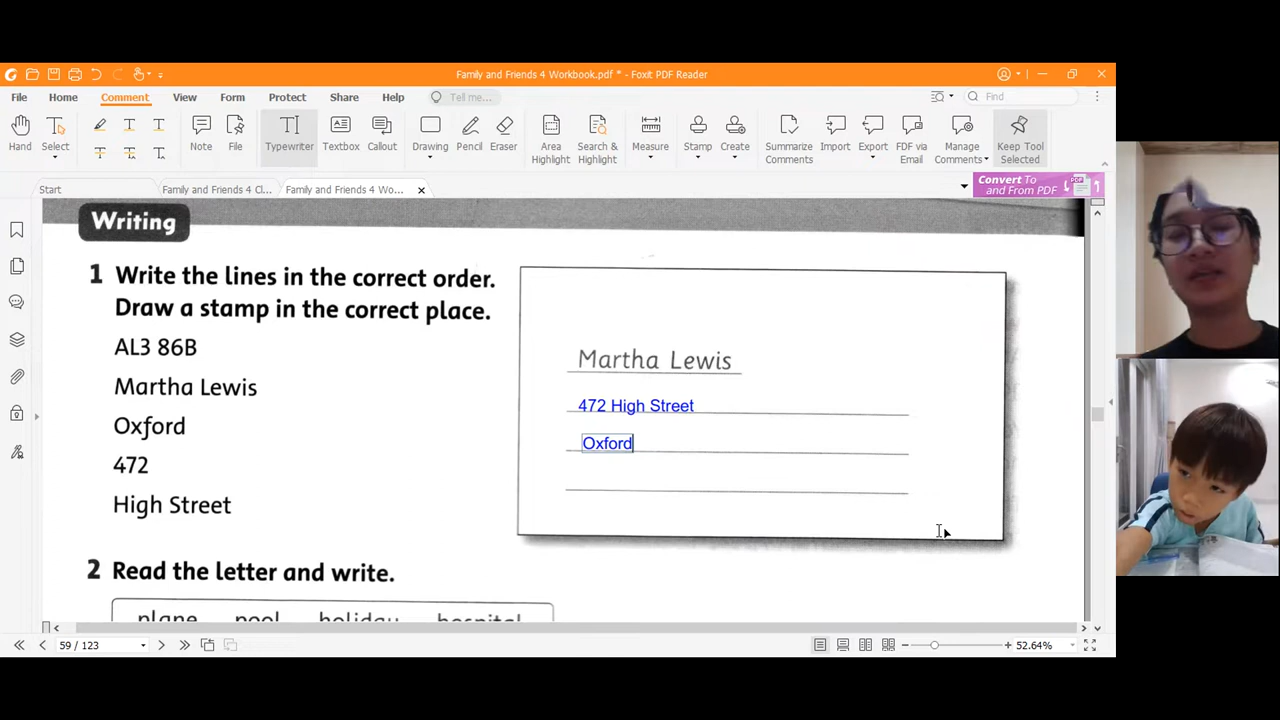 Family and Friends 4 Workbook.pdf * - Foxit PDF Reader
File Home Comment View Form Protect Share Help Tell me... Find
Hand Select Note File Typewriter Textbox Callout Drawing Pencil Eraser Area Highlight Search & Highlight Measure Stamp Create Summarize Comments Import Export FDF via Email Manage Comments Keep Tool Selected
Start Family and Friends 4 Cl... Family and Friends 4 Wo...
Convert To and From PDF
PDF
Writing
1 Write the lines in the correct order.
Draw a stamp in the correct place.
AL3 86B
Martha Lewis
Oxford
472
High Street
Martha Lewis
472 High Street
Oxford
2 Read the letter and write.
plane pool holiday hospital
59 / 123
52.64%